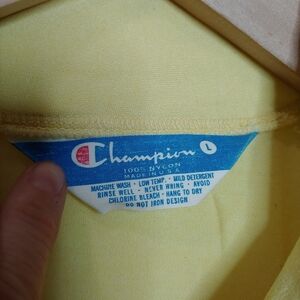 Champion L
100% NYLON
MADE IN U.S.A.
MACHINE WASH · LOW TEMP. · MILD DETERGENT
RINSE WELL · NEVER WRING · AVOID
CHLORINE BLEACH · HANG TO DRY
DO NOT IRON DESIGN